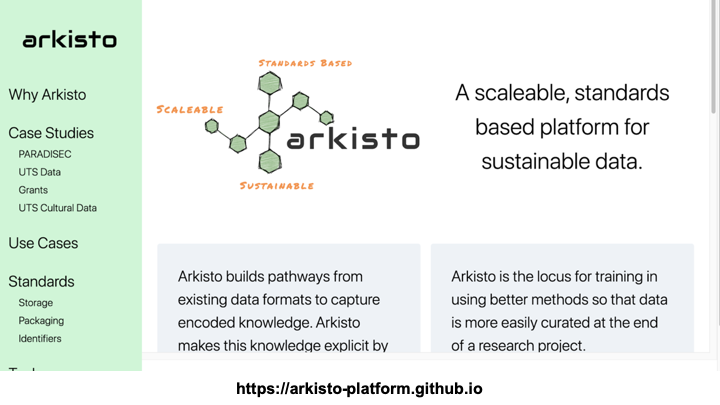 arkisto
Why Arkisto
Case Studies
PARADISEC
UTS Data
Grants
UTS Cultural Data
Use Cases
Standards
Storage
Packaging
Identifiers
STANDARDS BASED
SCALEABLE
arkisto
SUSTAINABLE
A scaleable, standards
based platform for
sustainable data.
Arkisto builds pathways from
existing data formats to capture
encoded knowledge. Arkisto
makes this knowledge explicit by
Arkisto is the locus for training in
using better methods so that data
is more easily curated at the end
of a research project.
https://arkisto-platform.github.io